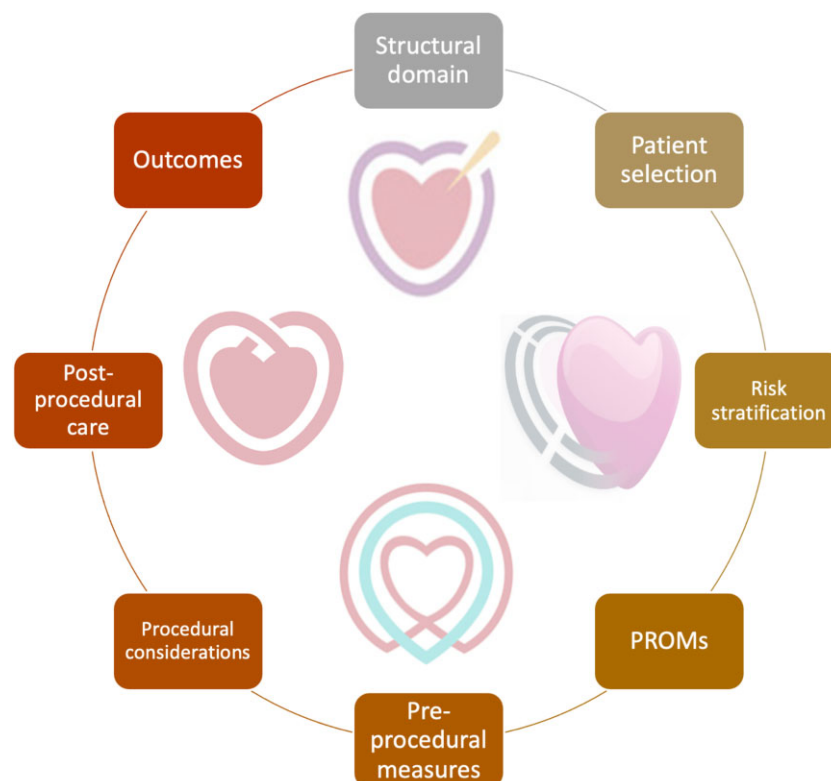 Structural
domain
Patient
selection
Risk
stratification
PROMs
Pre-
procedural
measures
Procedural
considerations
Post-
procedural
care
Outcomes